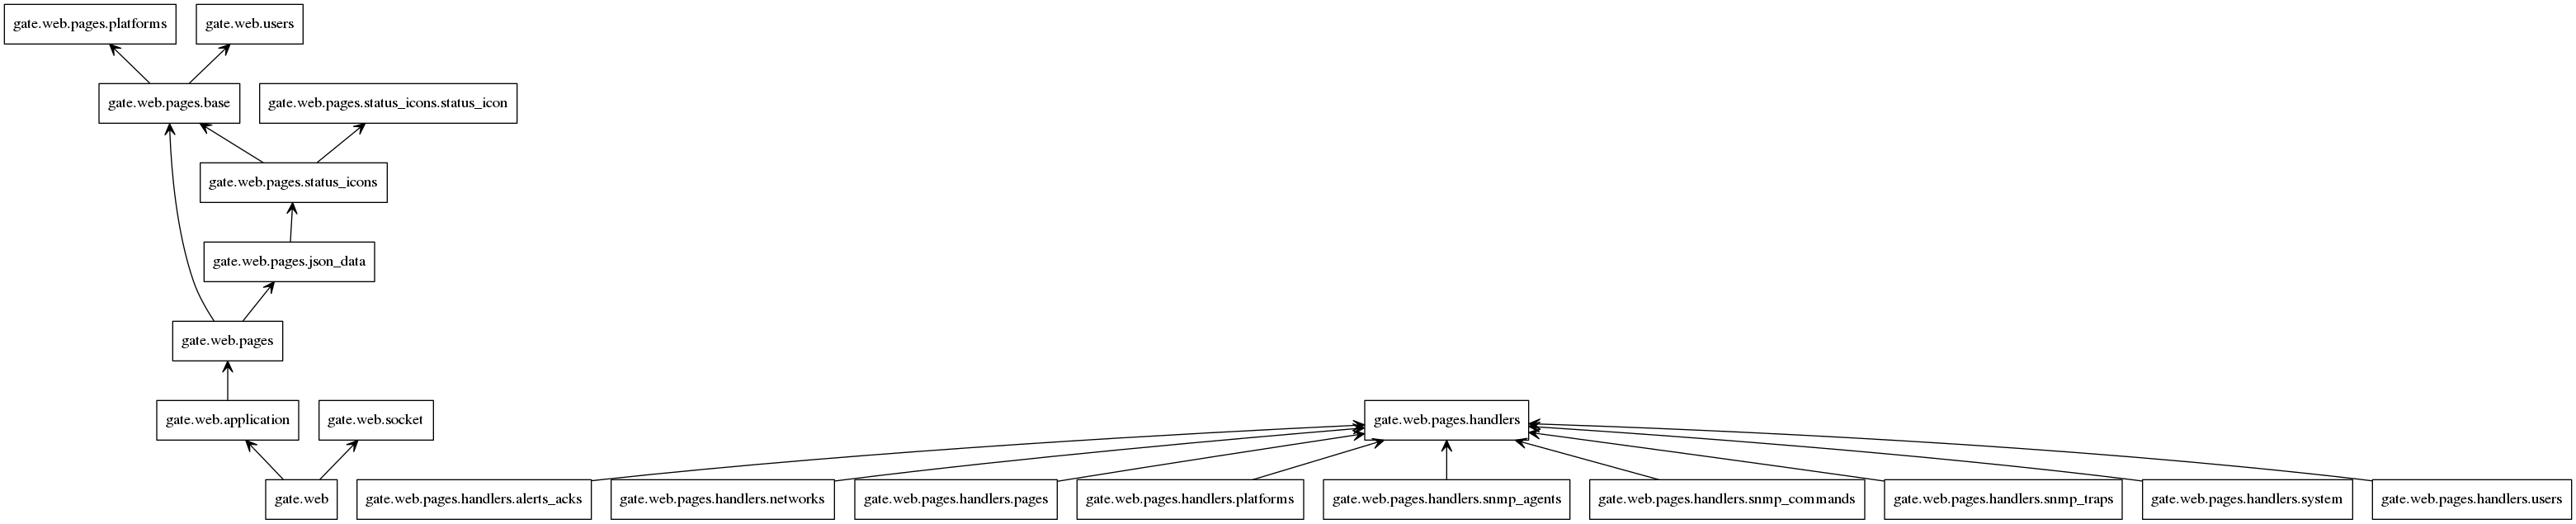 gate.web.pages.platforms
gate.web.users
gate.web.pages.base
gate.web.pages.status_icons.status_icon
gate.web.pages.status_icons
gate.web.pages.json_data
gate.web.pages
gate.web.application
gate.web.socket
gate.web.pages.handlers
gate.web
gate.web.pages.handlers.alerts_acks
gate.web.pages.handlers.networks
gate.web.pages.handlers.pages
gate.web.pages.handlers.platforms
gate.web.pages.handlers.snmp_agents
gate.web.pages.handlers.snmp_commands
gate.web.pages.handlers.snmp_traps
gate.web.pages.handlers.system
gate.web.pages.handlers.users